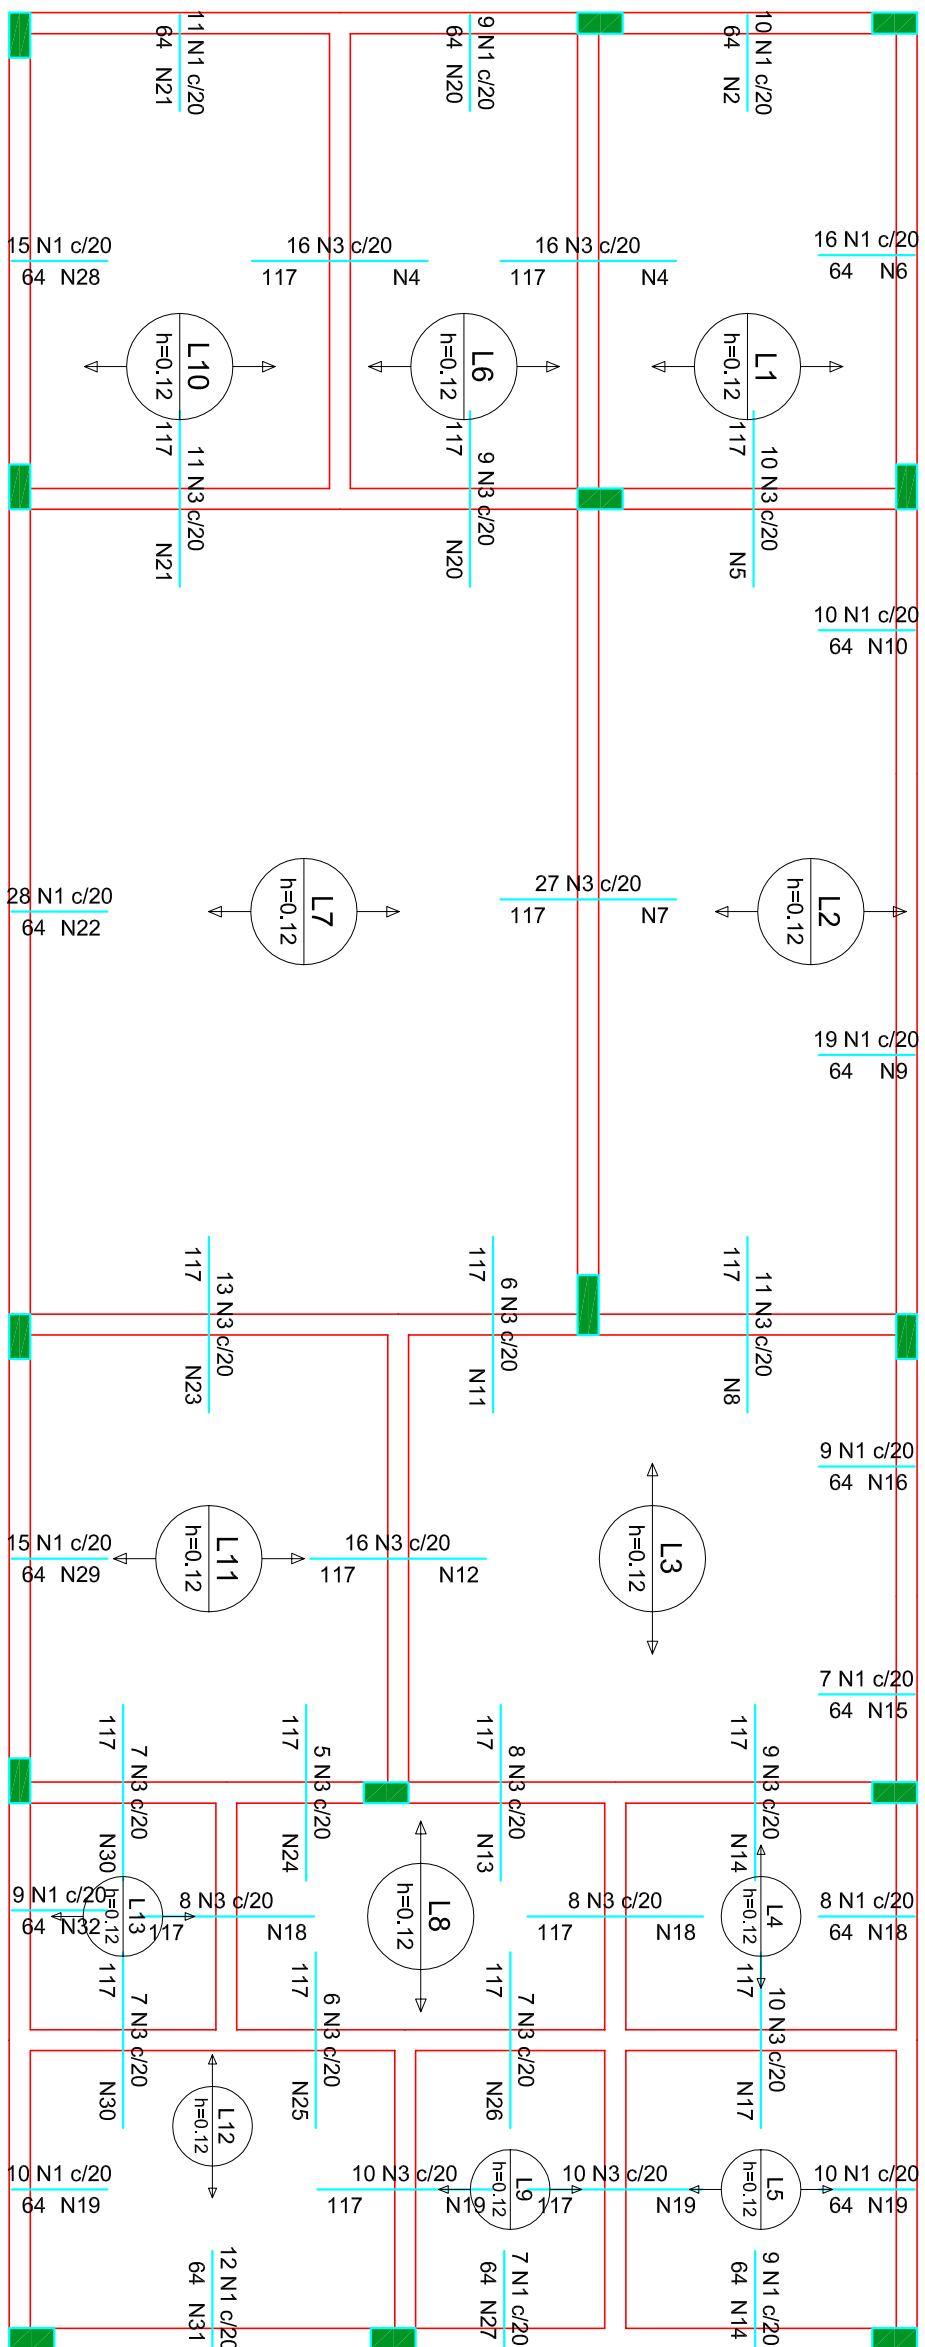 11 N1 c/20
64 N21
9 N1 c/20
64 N20
10 N1 c/20
64 N2
15 N1 c/20
64 N28
16 N3 c/20
117 N4
16 N3 c/20
117 N4
16 N1 c/20
64 N6
L10
h=0.12
L6
h=0.12
L1
h=0.12
11 N3 c/20
117 N21
9 N3 c/20
117 N20
10 N3 c/20
117 N5
10 N1 c/20
64 N10
28 N1 c/20
64 N22
L7
h=0.12
27 N3 c/20
117 N7
L2
h=0.12
19 N1 c/20
64 N9
13 N3 c/20
117 N23
6 N3 c/20
117 N11
11 N3 c/20
117 N8
9 N1 c/20
64 N16
15 N1 c/20
64 N29
L11
h=0.12
16 N3 c/20
117 N12
L3
h=0.12
7 N1 c/20
64 N15
7 N3 c/20
117 N30
5 N3 c/20
117 N24
8 N3 c/20
117 N13
9 N3 c/20
117 N14
9 N1 c/20
64 N32
L13
h=0.12
8 N3 c/20
117 N18
L8
h=0.12
8 N3 c/20
117 N18
L4
h=0.12
8 N1 c/20
64 N18
7 N3 c/20
117 N30
6 N3 c/20
117 N25
7 N3 c/20
117 N26
10 N3 c/20
117 N17
L12
h=0.12
10 N1 c/20
64 N19
10 N3 c/20
117 N19
L9
h=0.12
10 N3 c/20
117 N19
L5
h=0.12
10 N1 c/20
64 N19
12 N1 c/20
64 N31
7 N1 c/20
64 N27
9 N1 c/20
64 N14